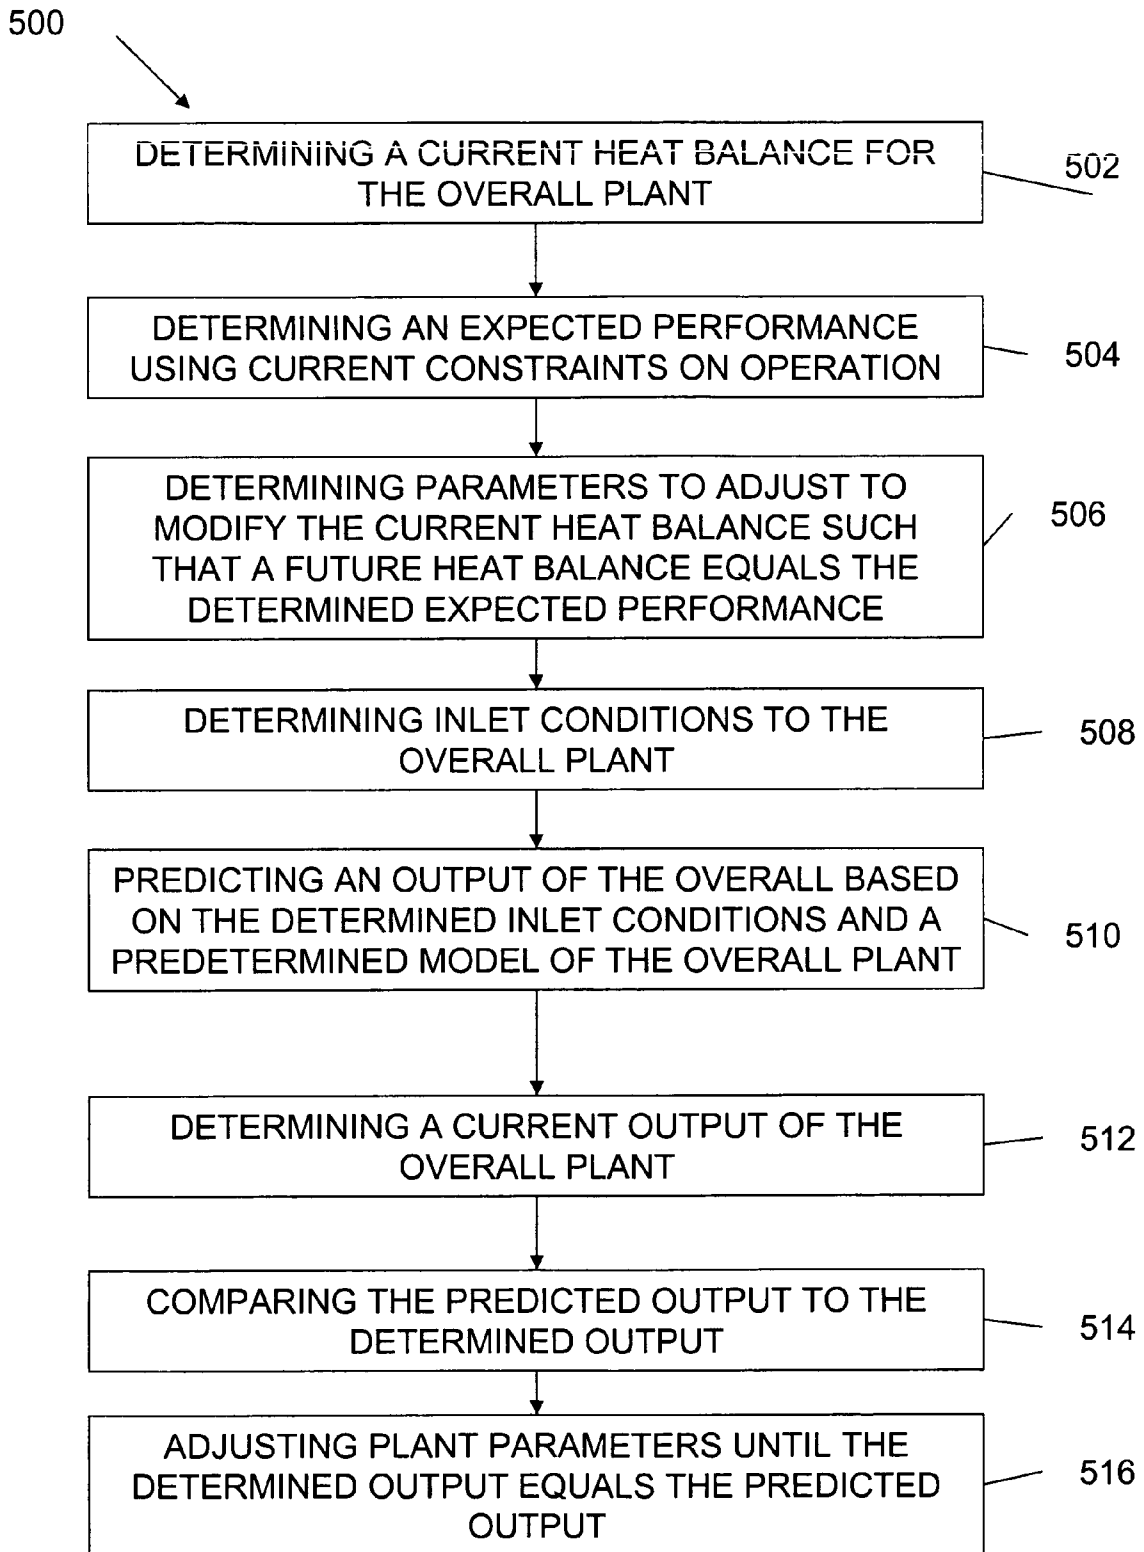 500
DETERMINING A CURRENT HEAT BALANCE FOR
THE OVERALL PLANT
502
DETERMINING AN EXPECTED PERFORMANCE
USING CURRENT CONSTRAINTS ON OPERATION
504
DETERMINING PARAMETERS TO ADJUST TO
MODIFY THE CURRENT HEAT BALANCE SUCH
THAT A FUTURE HEAT BALANCE EQUALS THE
DETERMINED EXPECTED PERFORMANCE
506
DETERMINING INLET CONDITIONS TO THE
OVERALL PLANT
508
PREDICTING AN OUTPUT OF THE OVERALL BASED
ON THE DETERMINED INLET CONDITIONS AND A
PREDETERMINED MODEL OF THE OVERALL PLANT
510
DETERMINING A CURRENT OUTPUT OF THE
OVERALL PLANT
512
COMPARING THE PREDICTED OUTPUT TO THE
DETERMINED OUTPUT
514
ADJUSTING PLANT PARAMETERS UNTIL THE
DETERMINED OUTPUT EQUALS THE PREDICTED
OUTPUT
516